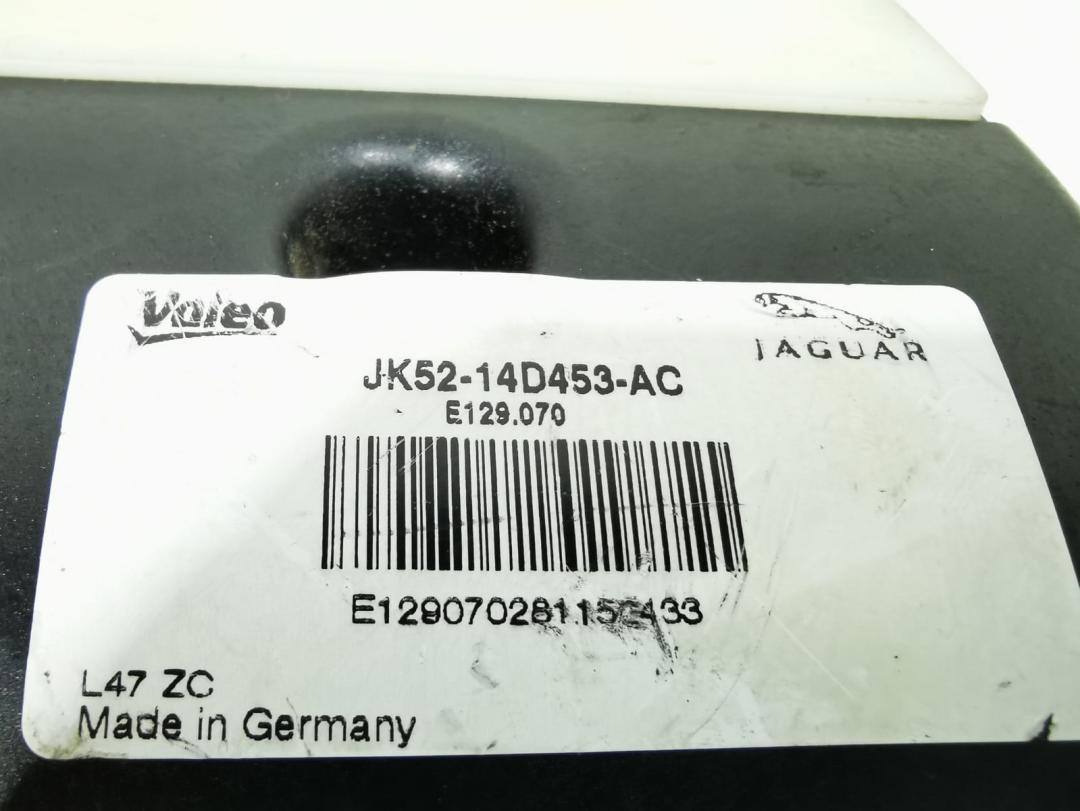 Valeo
JAGUAR
JK52-14D453-AC
E129.070
L47 ZC
Made in Germany